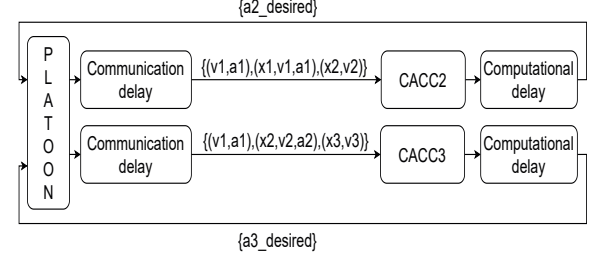 {a2_desired}
P
L
A
T
O
O
N
Communication
delay
{(v1,a1),(x1,v1,a1),(x2,v2)}
CACC2
Computational
delay
Communication
delay
{(v1,a1),(x2,v2,a2),(x3,v3)}
CACC3
Computational
delay
{a3_desired}